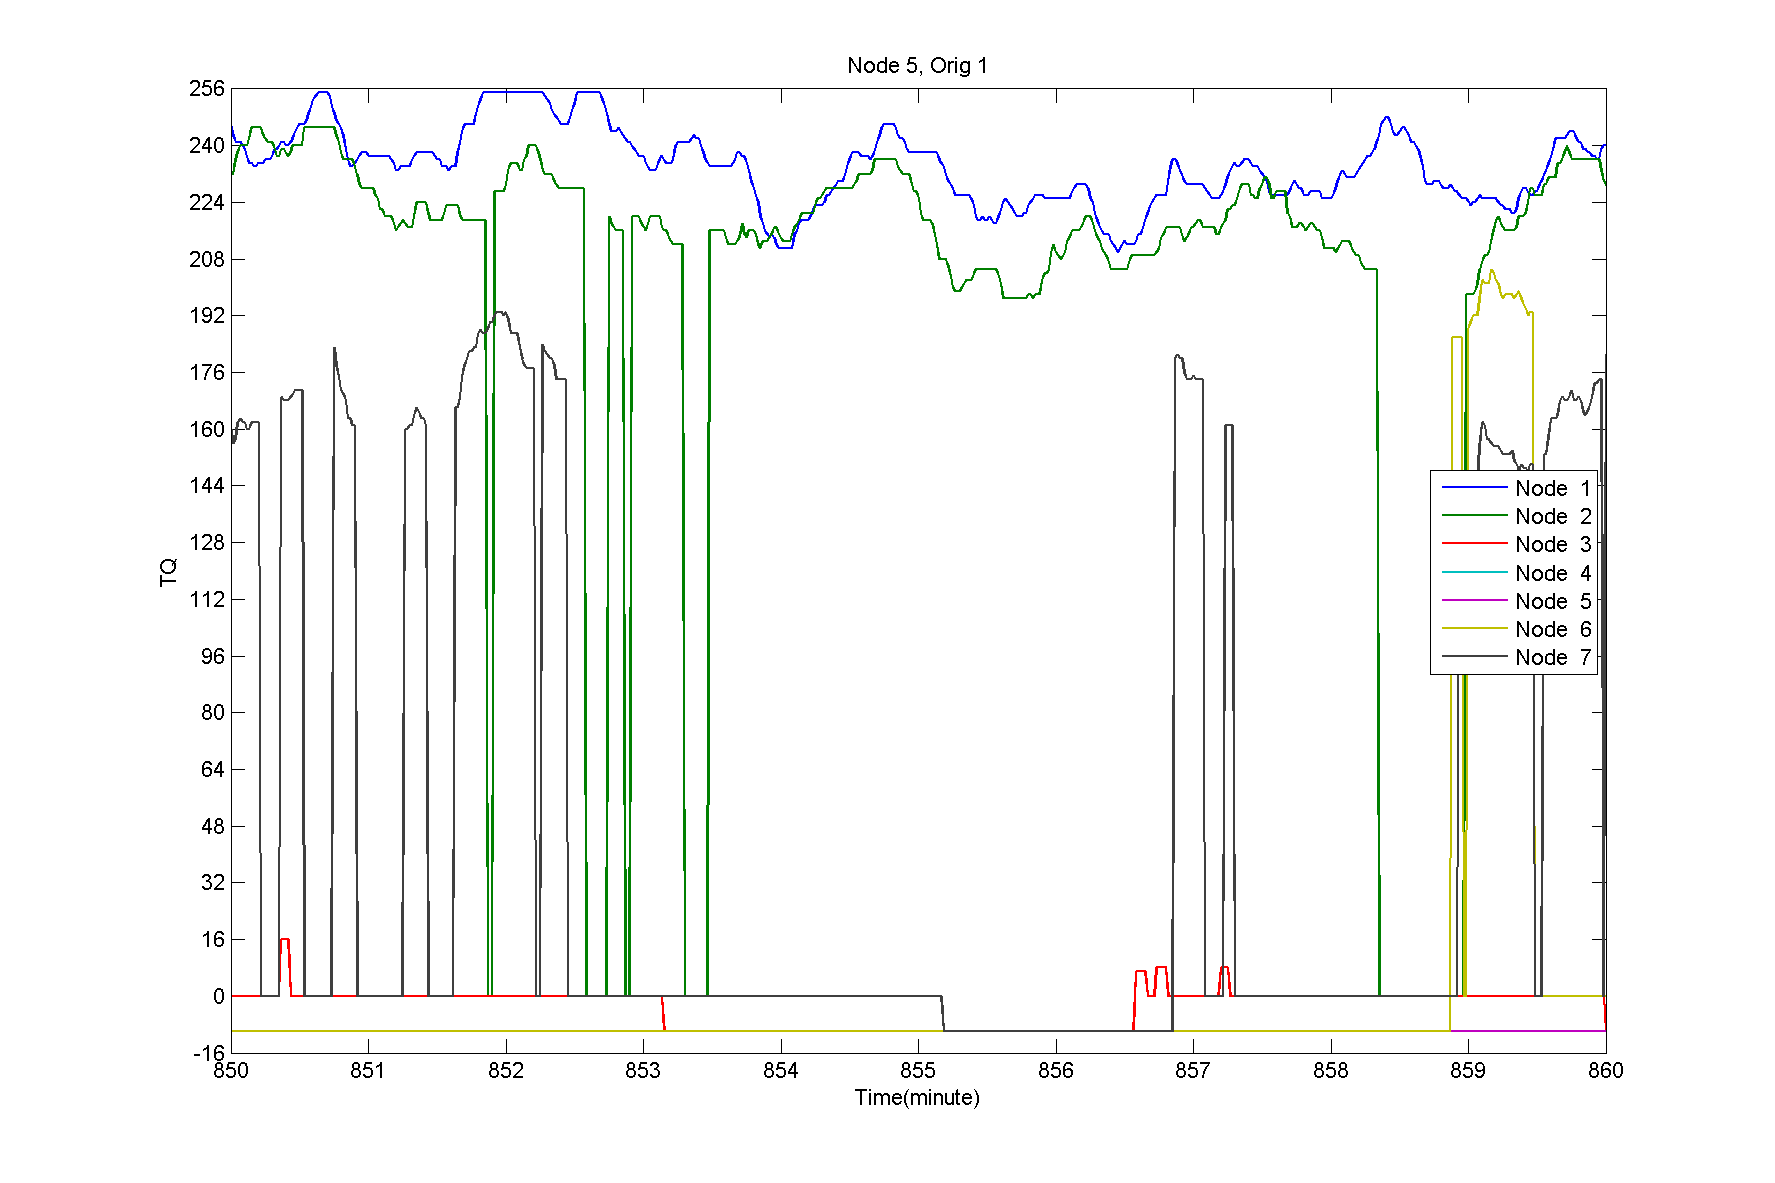 Node 5, Orig 1
256
240
224
208
192
176
160
144
128
112
96
80
64
48
32
16
0
-16
TQ
Node 1
Node 2
Node 3
Node 4
Node 5
Node 6
Node 7
850 851 852 853 854 855 856 857 858 859 860
Time(minute)